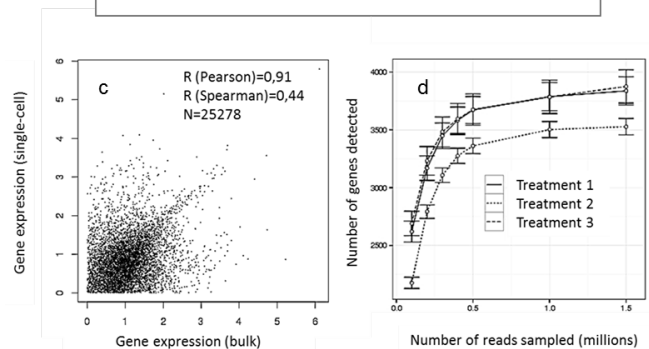 c
R (Pearson)=0,91
R (Spearman)=0,44
N=25278
Gene expression (single-cell)
6
5
4
3
2
1
0
0 1 2 3 4 5 6
Gene expression (bulk)
d
Number of genes detected
4000
3500
3000
2500
Treatment 1
Treatment 2
Treatment 3
0.0 0.5 1.0 1.5
Number of reads sampled (millions)